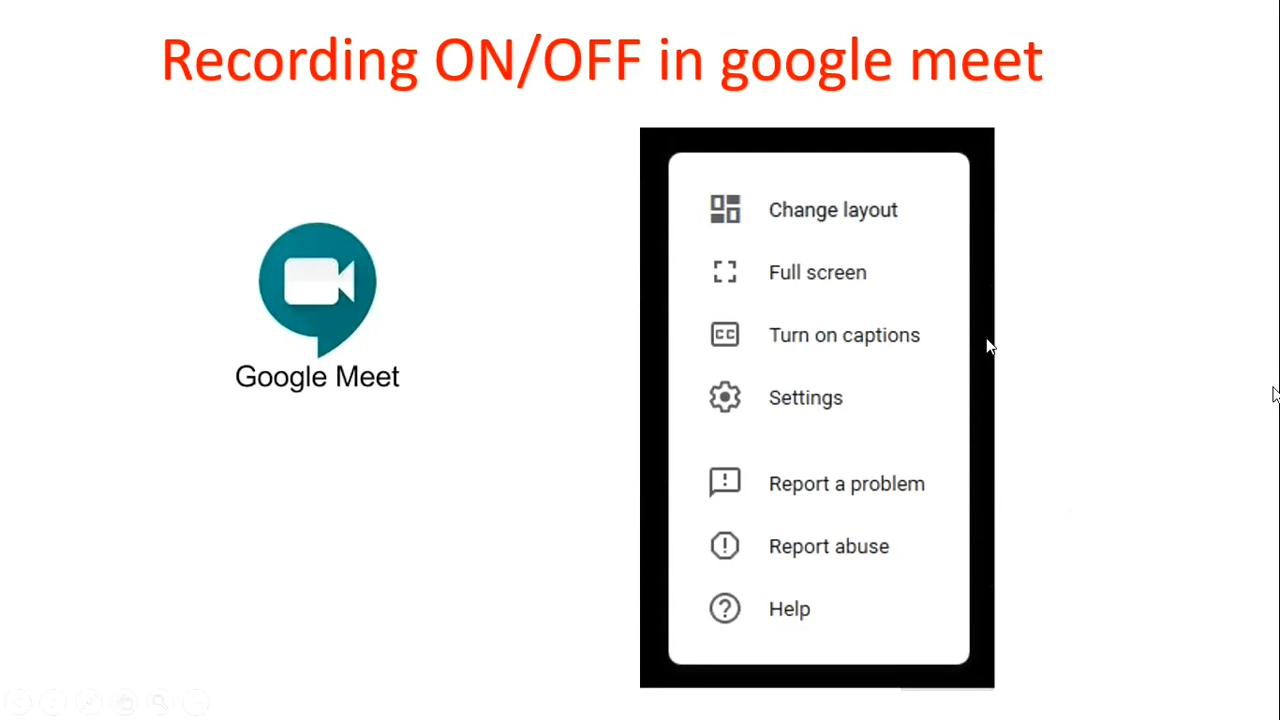 Recording ON/OFF in google meet
Google Meet
Change layout
Full screen
CC Turn on captions
Settings
Report a problem
Report abuse
Help